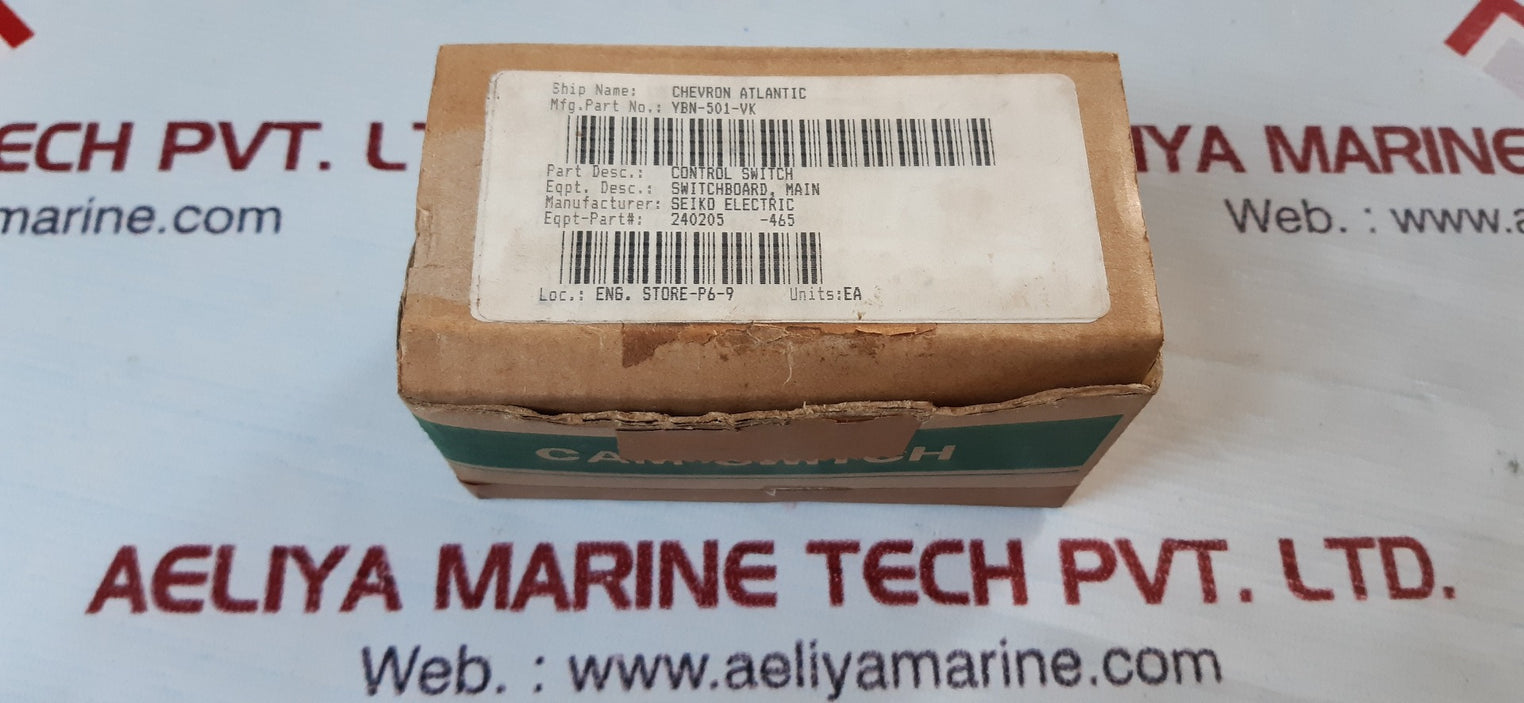 ECH PVT. LT
marine.com
IYA MARINE
Web. : www.a
Ship Name: CHEVRON ATLANTIC
Mfg.Part No.: YBN-501-VK
Part Desc.: CONTROL SWITCH
Eqpt. Desc.: SWITCHBOARD, MAIN
Manufacturer: SEIKO ELECTRIC
Eqpt-Part#: 240205 -465
Loc.: ENG. STORE-P6-9 Units:EA
CAM SWITCH
AELIYA MARINE TECH PVT. LTD.
Web. : www.aeliyamarine.com